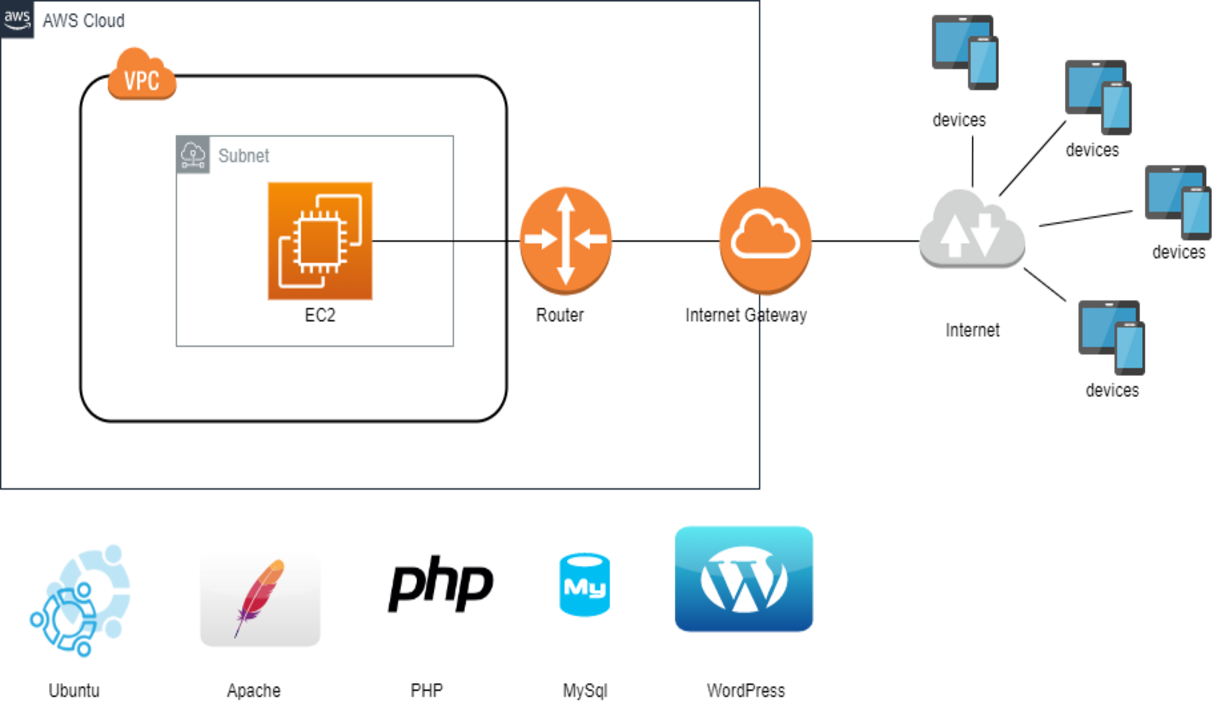 aws
AWS Cloud
VPC
Subnet
EC2
Router
Internet Gateway
Internet
devices
devices
devices
devices
php
My
Ubuntu
Apache
PHP
MySql
WordPress